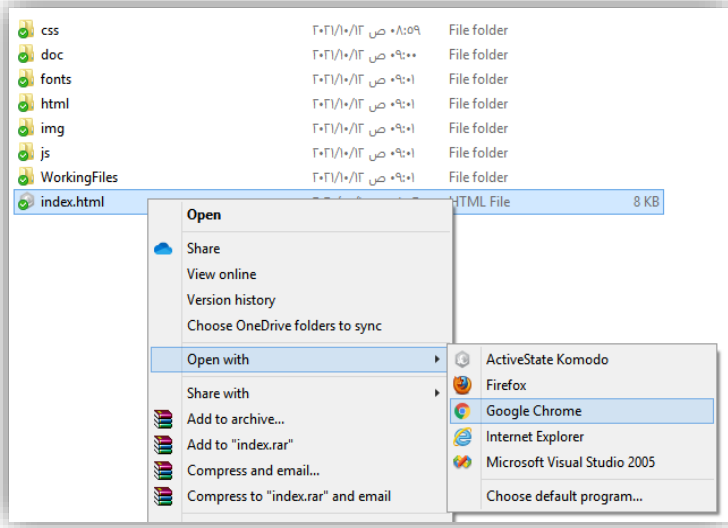 css ٠٨:٥٩ ص ٢٠٢١/١٠/١٢ File folder
doc ٠٩:٠٠ ص ٢٠٢١/١٠/١٢ File folder
fonts ٠٩:٠١ ص ٢٠٢١/١٠/١٢ File folder
html ٠٩:٠١ ص ٢٠٢١/١٠/١٢ File folder
img ٠٩:٠١ ص ٢٠٢١/١٠/١٢ File folder
js ٠٩:٠١ ص ٢٠٢١/١٠/١٢ File folder
WorkingFiles ٠٩:٠١ ص ٢٠٢١/١٠/١٢ File folder
index.html HTML File 8 KB
Open
Share
View online
Version history
Choose OneDrive folders to sync
Open with
Share with
Add to archive...
Add to "index.rar"
Compress and email...
Compress to "index.rar" and email
ActiveState Komodo
Firefox
Google Chrome
Internet Explorer
Microsoft Visual Studio 2005
Choose default program...